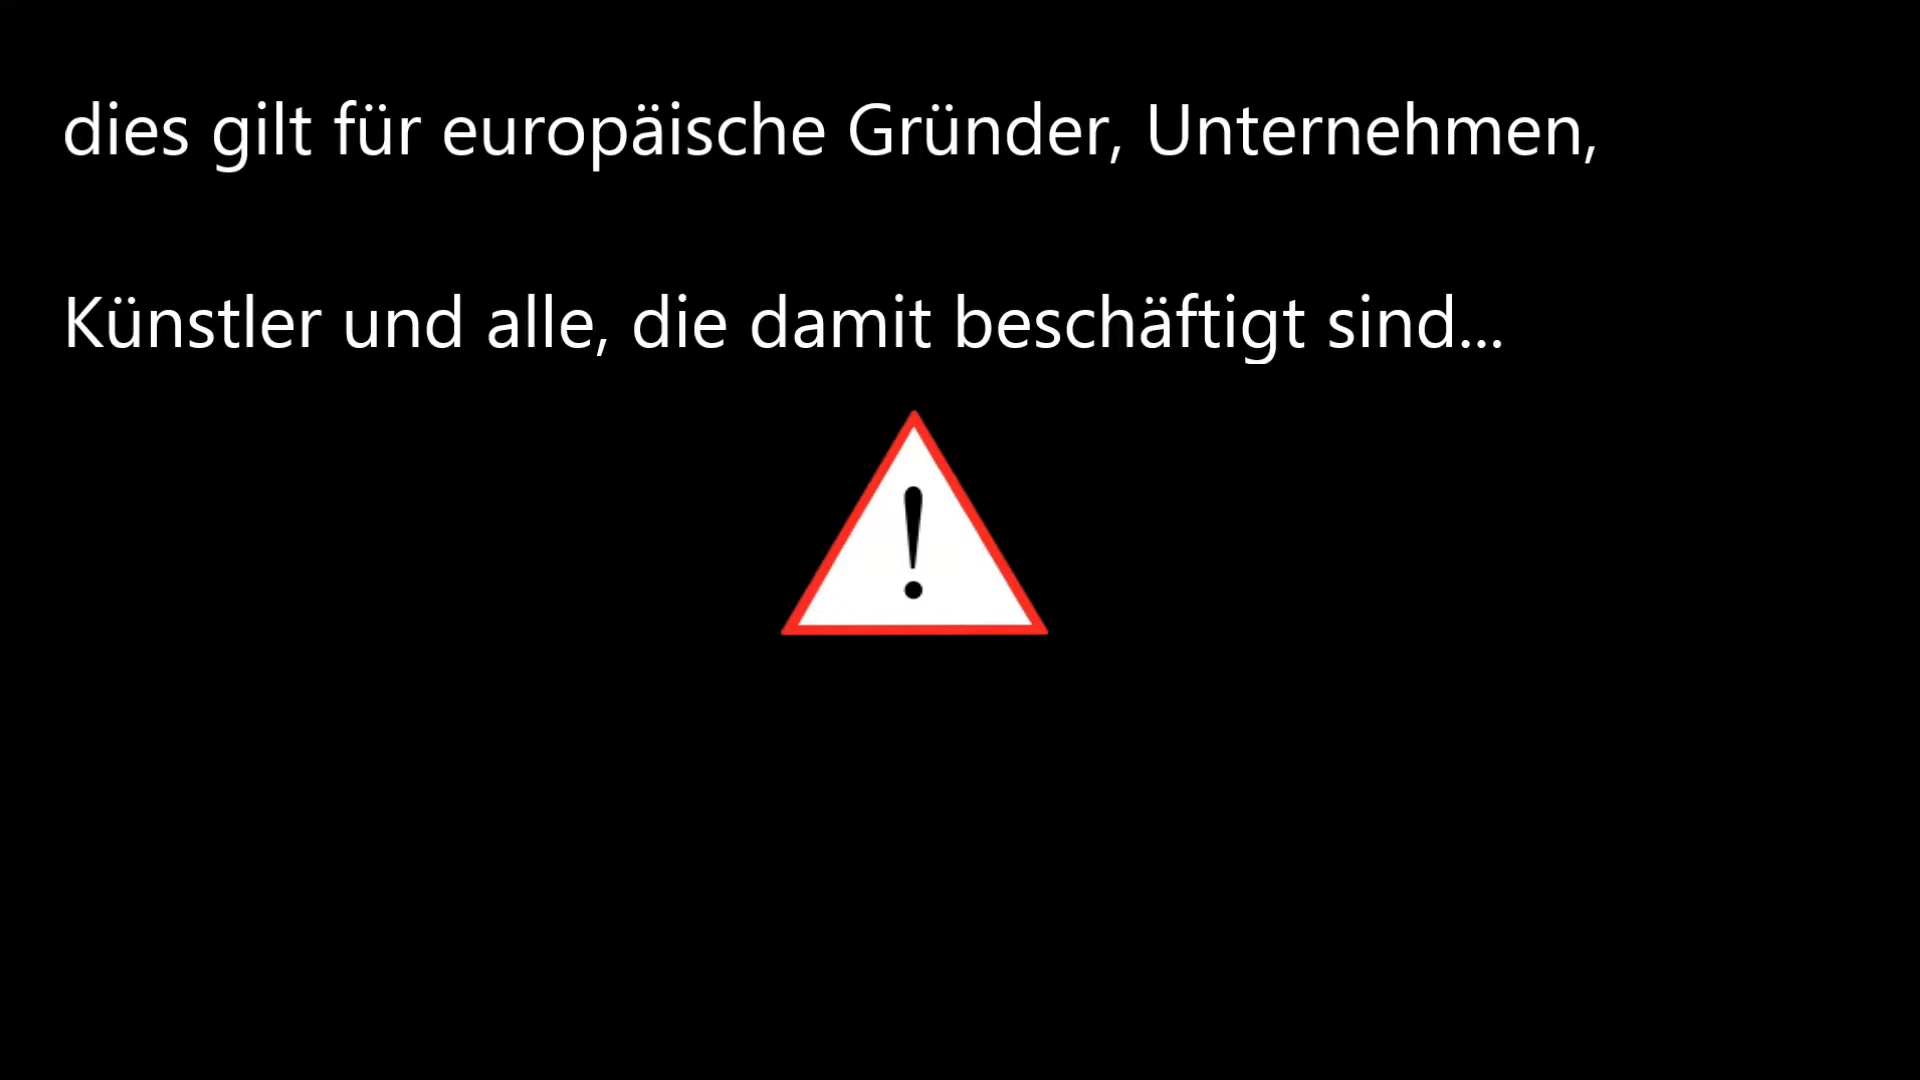 dies gilt für europäische Gründer, Unternehmen,
Künstler und alle, die damit beschäftigt sind...
!